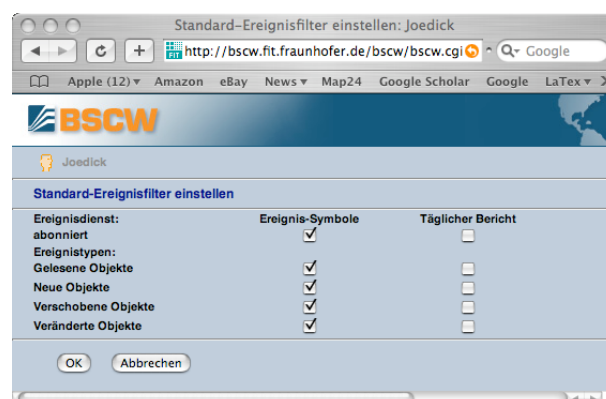 Standard-Ereignisfilter einstellen: Joedick
http://bscw.fit.fraunhofer.de/bscw/bscw.cgi Google
Apple (12) Amazon eBay News Map24 Google Scholar Google LaTex
FIT
BSCW
Joedick
Standard-Ereignisfilter einstellen
Ereignisdienst: Ereignis-Symbole Täglicher Bericht
abonniert
Ereignistypen:
Gelesene Objekte
Neue Objekte
Verschobene Objekte
Veränderte Objekte
OK Abbrechen